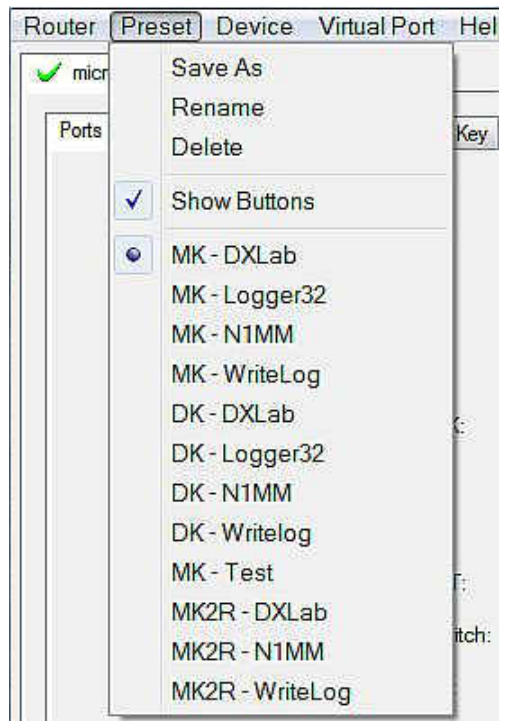 Router Preset Device Virtual Port Hel
micr
Save As
Rename
Ports
Key
Delete
Show Buttons
MK - DXLab
MK - Logger32
MK - N1MM
MK - WriteLog
DK - DXLab
DK - Logger32
DK - N1MM
DK - Writelog
MK - Test
MK2R - DXLab
itch:
MK2R - N1MM
MK2R - WriteLog